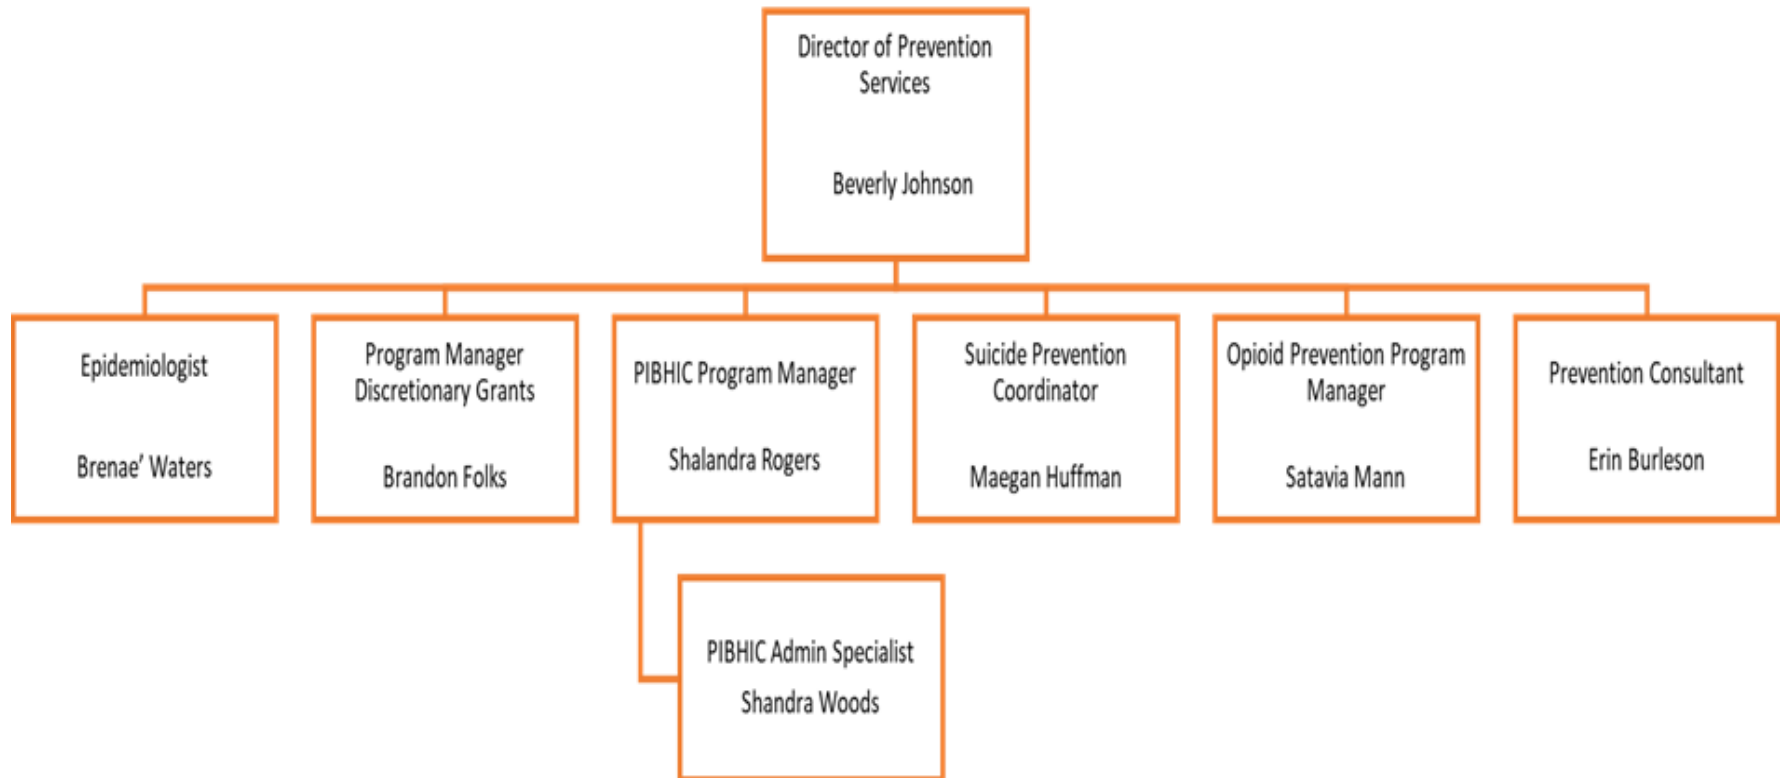 Director of Prevention
Services
Beverly Johnson
Epidemiologist
Brenae’ Waters
Program Manager
Discretionary Grants
Brandon Folks
PIBHIC Program Manager
Shalandra Rogers
Suicide Prevention
Coordinator
Maegan Huffman
Opioid Prevention Program
Manager
Satavia Mann
Prevention Consultant
Erin Burleson
PIBHIC Admin Specialist
Shandra Woods